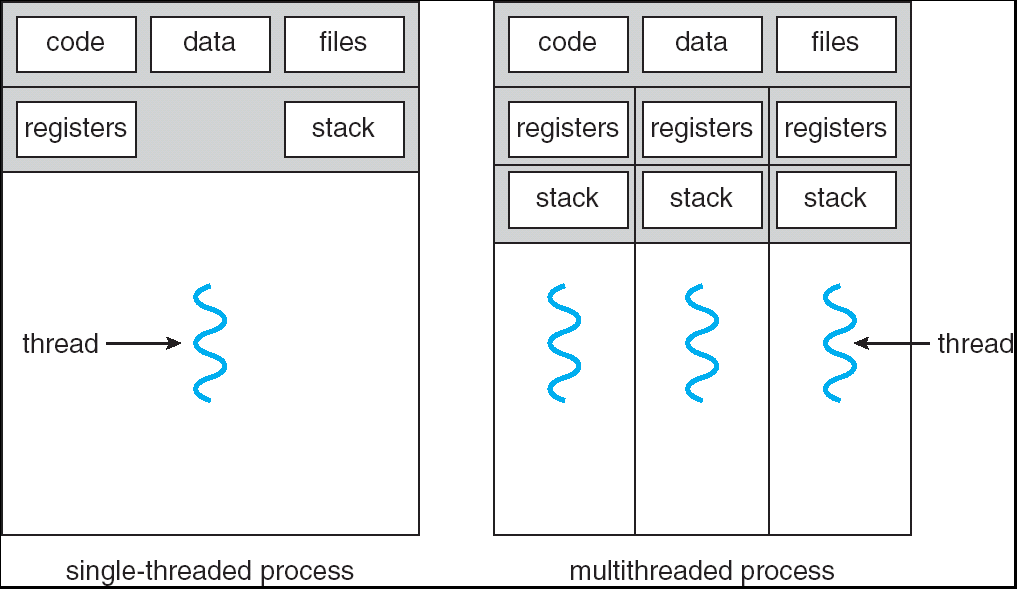 code data files
registers stack
thread
single-threaded process
code data files
registers registers registers
stack stack stack
thread
multithreaded process